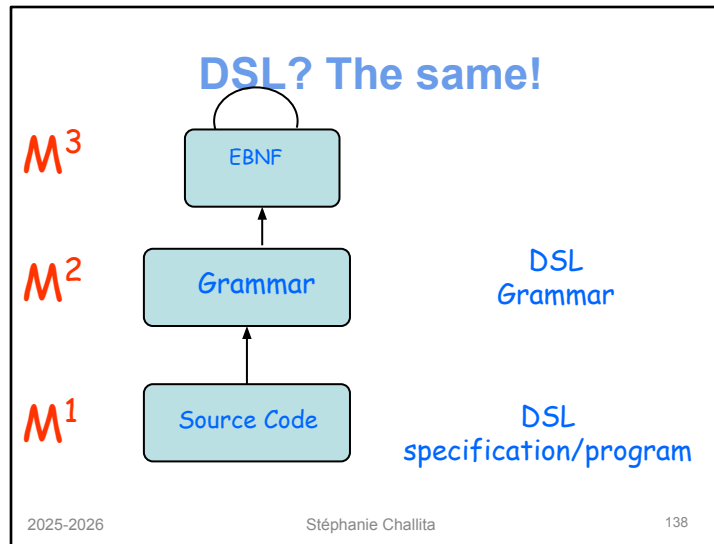 DSL? The same!
M³
EBNF
M²
Grammar
DSL
Grammar
M¹
Source Code
DSL
specification/program
2025-2026
Stéphanie Challita
138